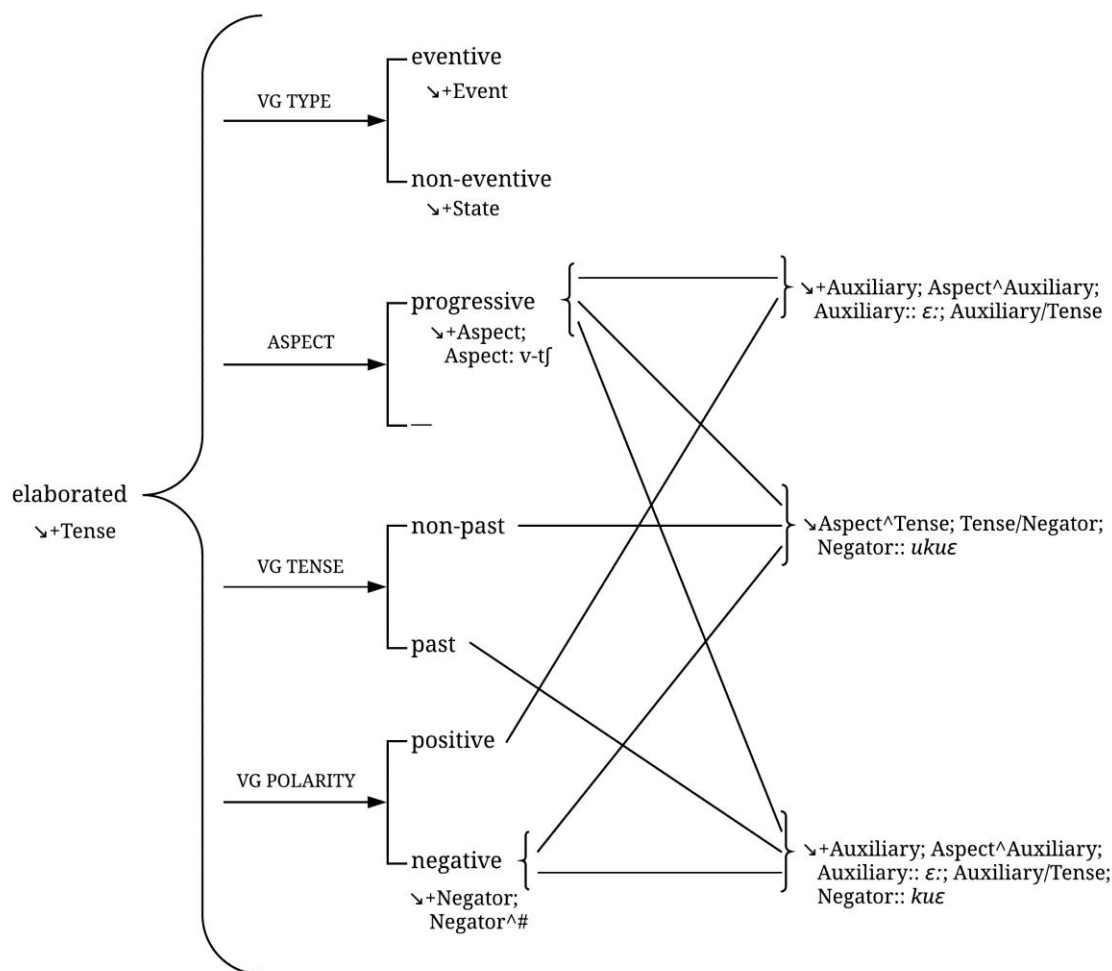 eventive
↘+Event
VG TYPE
non-eventive
↘+State
progressive
↘+Aspect;
Aspect: v-tʃ
ASPECT
—
↘+Auxiliary; Aspect^Auxiliary;
Auxiliary:: ɛː; Auxiliary/Tense
elaborated
↘+Tense
non-past
VG TENSE
past
↘Aspect^Tense; Tense/Negator;
Negator:: ukuɛ
positive
VG POLARITY
negative
↘+Negator;
Negator^#
↘+Auxiliary; Aspect^Auxiliary;
Auxiliary:: ɛː; Auxiliary/Tense;
Negator:: kuɛ